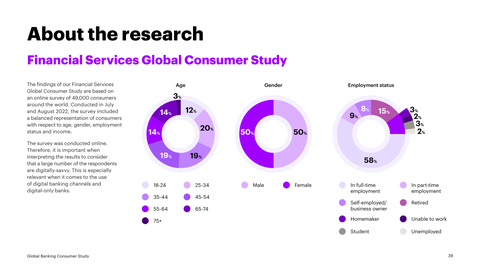 About the research
Financial Services Global Consumer Study
The findings of our Financial Services
Global Consumer Study are based on
an online survey of 49,000 consumers
around the world. Conducted in July
and August 2022, the survey included
a balanced representation of consumers
with respect to age, gender, employment
status and income.
The survey was conducted online.
Therefore, it is important when
interpreting the results to consider
that a large number of the respondents
are digitally-savvy. This is especially
relevant when it comes to the use
of digital banking channels and
digital-only banks.
Age
3%
12%
20%
19%
19%
14%
14%
18-24
25-34
35-44
45-54
55-64
65-74
75+
Gender
50%
50%
Male
Female
Employment status
8%
15%
9%
3%
2%
3%
2%
58%
In full-time
employment
In part-time
employment
Self-employed/
business owner
Retired
Homemaker
Unable to work
Student
Unemployed
Global Banking Consumer Study
39